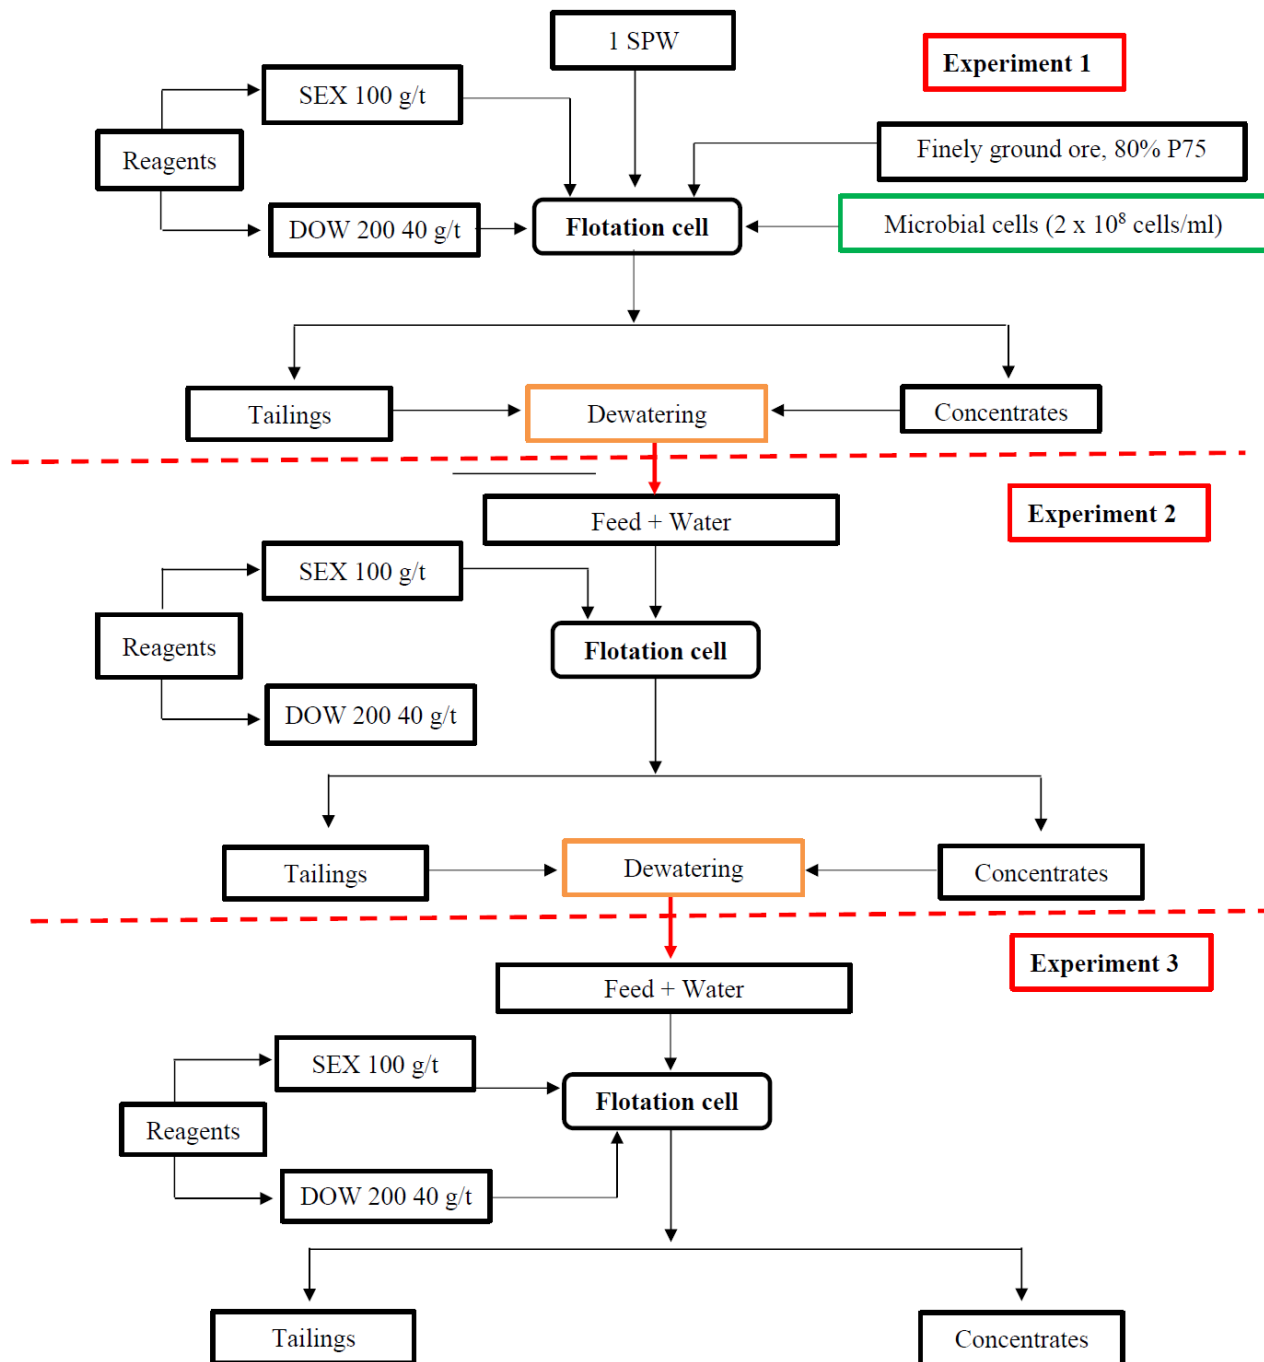 1 SPW
Experiment 1
SEX 100 g/t
Reagents
Finely ground ore, 80% P75
DOW 200 40 g/t
Flotation cell
Microbial cells (2 x 10⁸ cells/ml)
Tailings
Dewatering
Concentrates
Feed + Water
Experiment 2
SEX 100 g/t
Reagents
Flotation cell
DOW 200 40 g/t
Tailings
Dewatering
Concentrates
Experiment 3
Feed + Water
SEX 100 g/t
Flotation cell
Reagents
DOW 200 40 g/t
Tailings
Concentrates